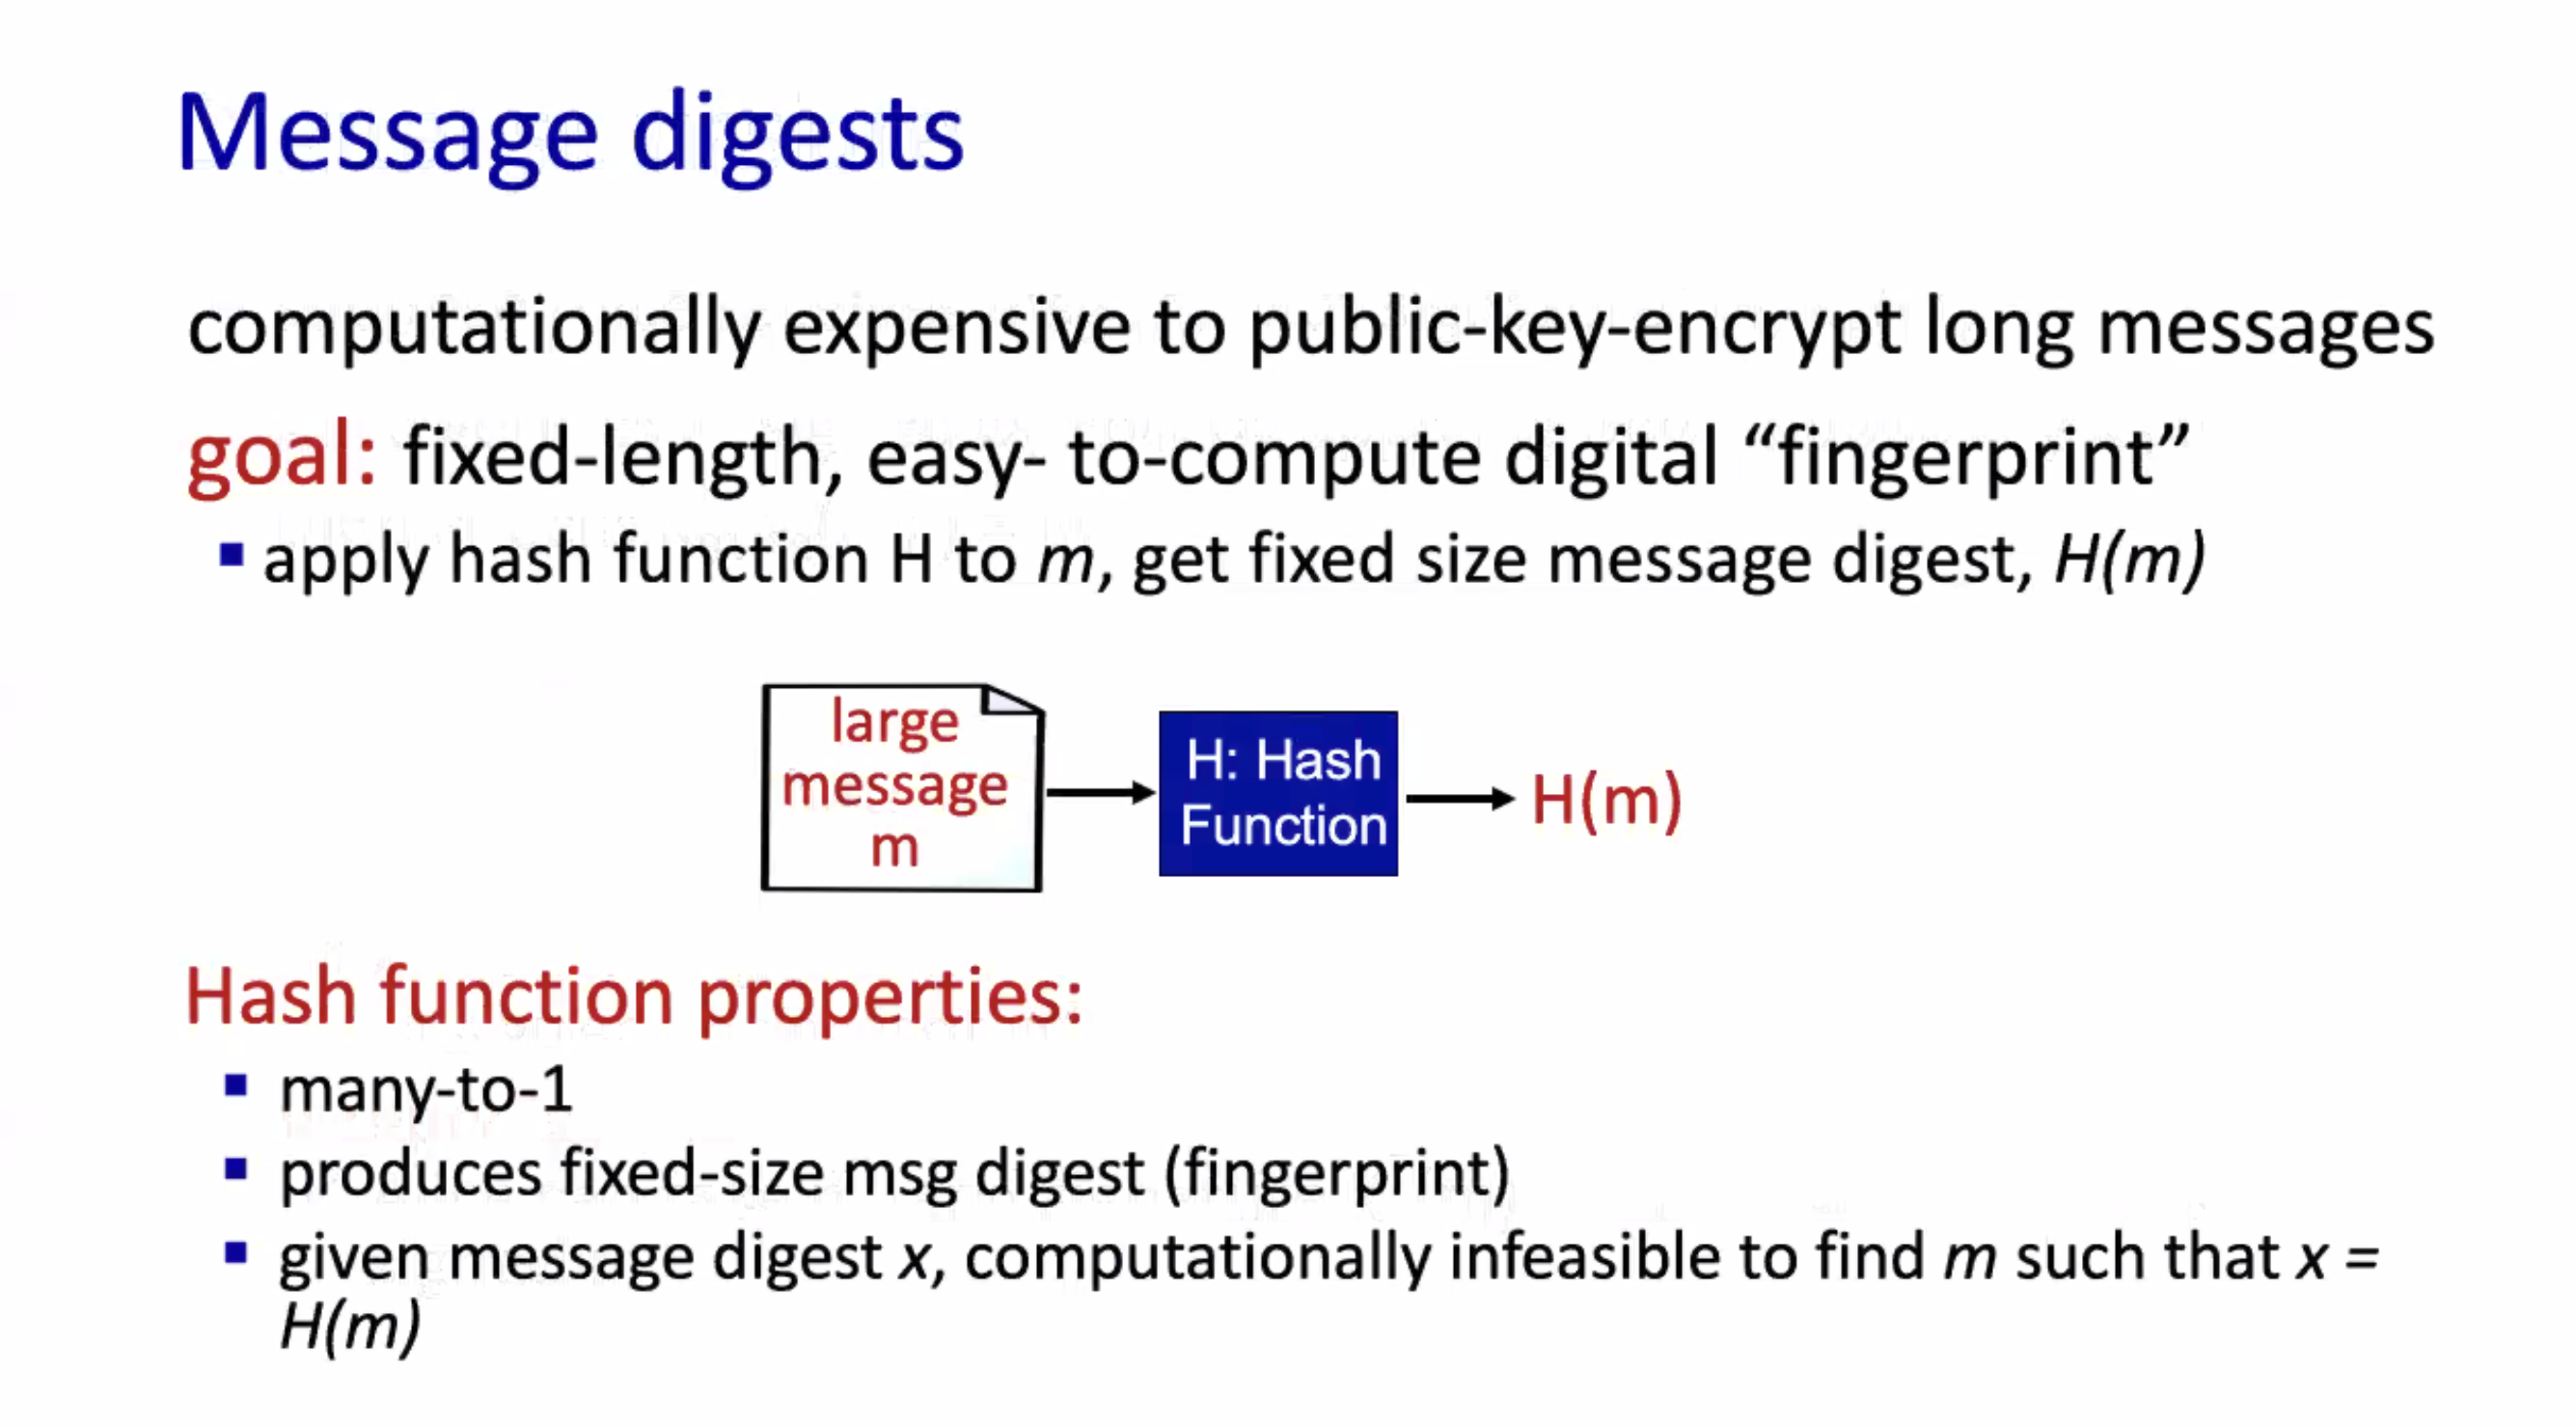 Message digests
computationally expensive to public-key-encrypt long messages
goal: fixed-length, easy- to-compute digital “fingerprint”
▪ apply hash function H to m, get fixed size message digest, H(m)
large
message
m
H: Hash
Function
H(m)
Hash function properties:
▪ many-to-1
▪ produces fixed-size msg digest (fingerprint)
▪ given message digest x, computationally infeasible to find m such that x =
H(m)